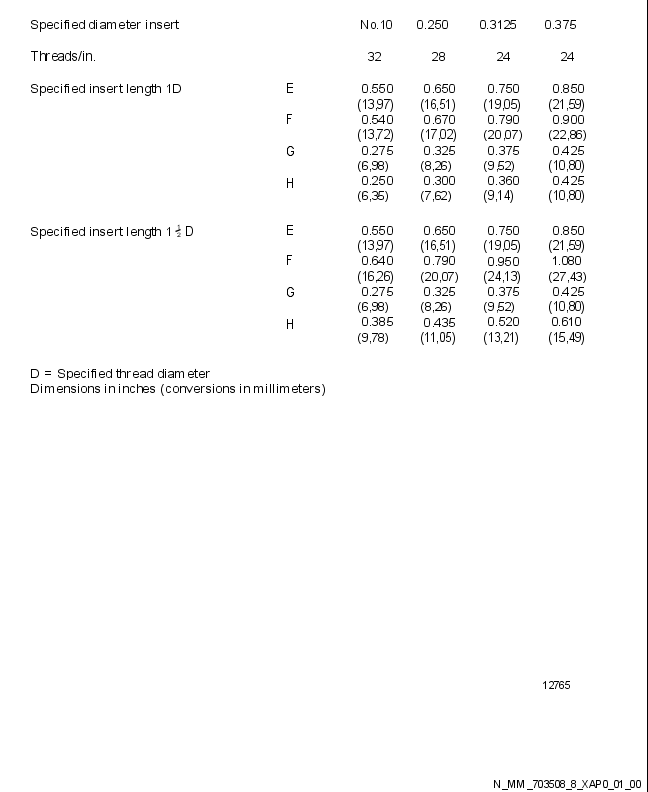 Specified diameter insert No.10 0.250 0.3125 0.375
Threads/in. 32 28 24 24
Specified insert length 1D E 0.550 0.650 0.750 0.850
(13,97) (16,51) (19,05) (21,59)
F 0.540 0.670 0.790 0.900
(13,72) (17,02) (20,07) (22,86)
G 0.275 0.325 0.375 0.425
(6,98) (8,26) (9,52) (10,80)
H 0.250 0.300 0.360 0.425
(6,35) (7,62) (9,14) (10,80)
Specified insert length 1 ½ D E 0.550 0.650 0.750 0.850
(13,97) (16,51) (19,05) (21,59)
F 0.640 0.790 0.950 1.080
(16,26) (20,07) (24,13) (27,43)
G 0.275 0.325 0.375 0.425
(6,98) (8,26) (9,52) (10,80)
H 0.385 0.435 0.520 0.610
(9,78) (11,05) (13,21) (15,49)
D = Specified thread diameter
Dimensions in inches (conversions in millimeters)
12765
N_MM_703508_8_XAP0_01_00